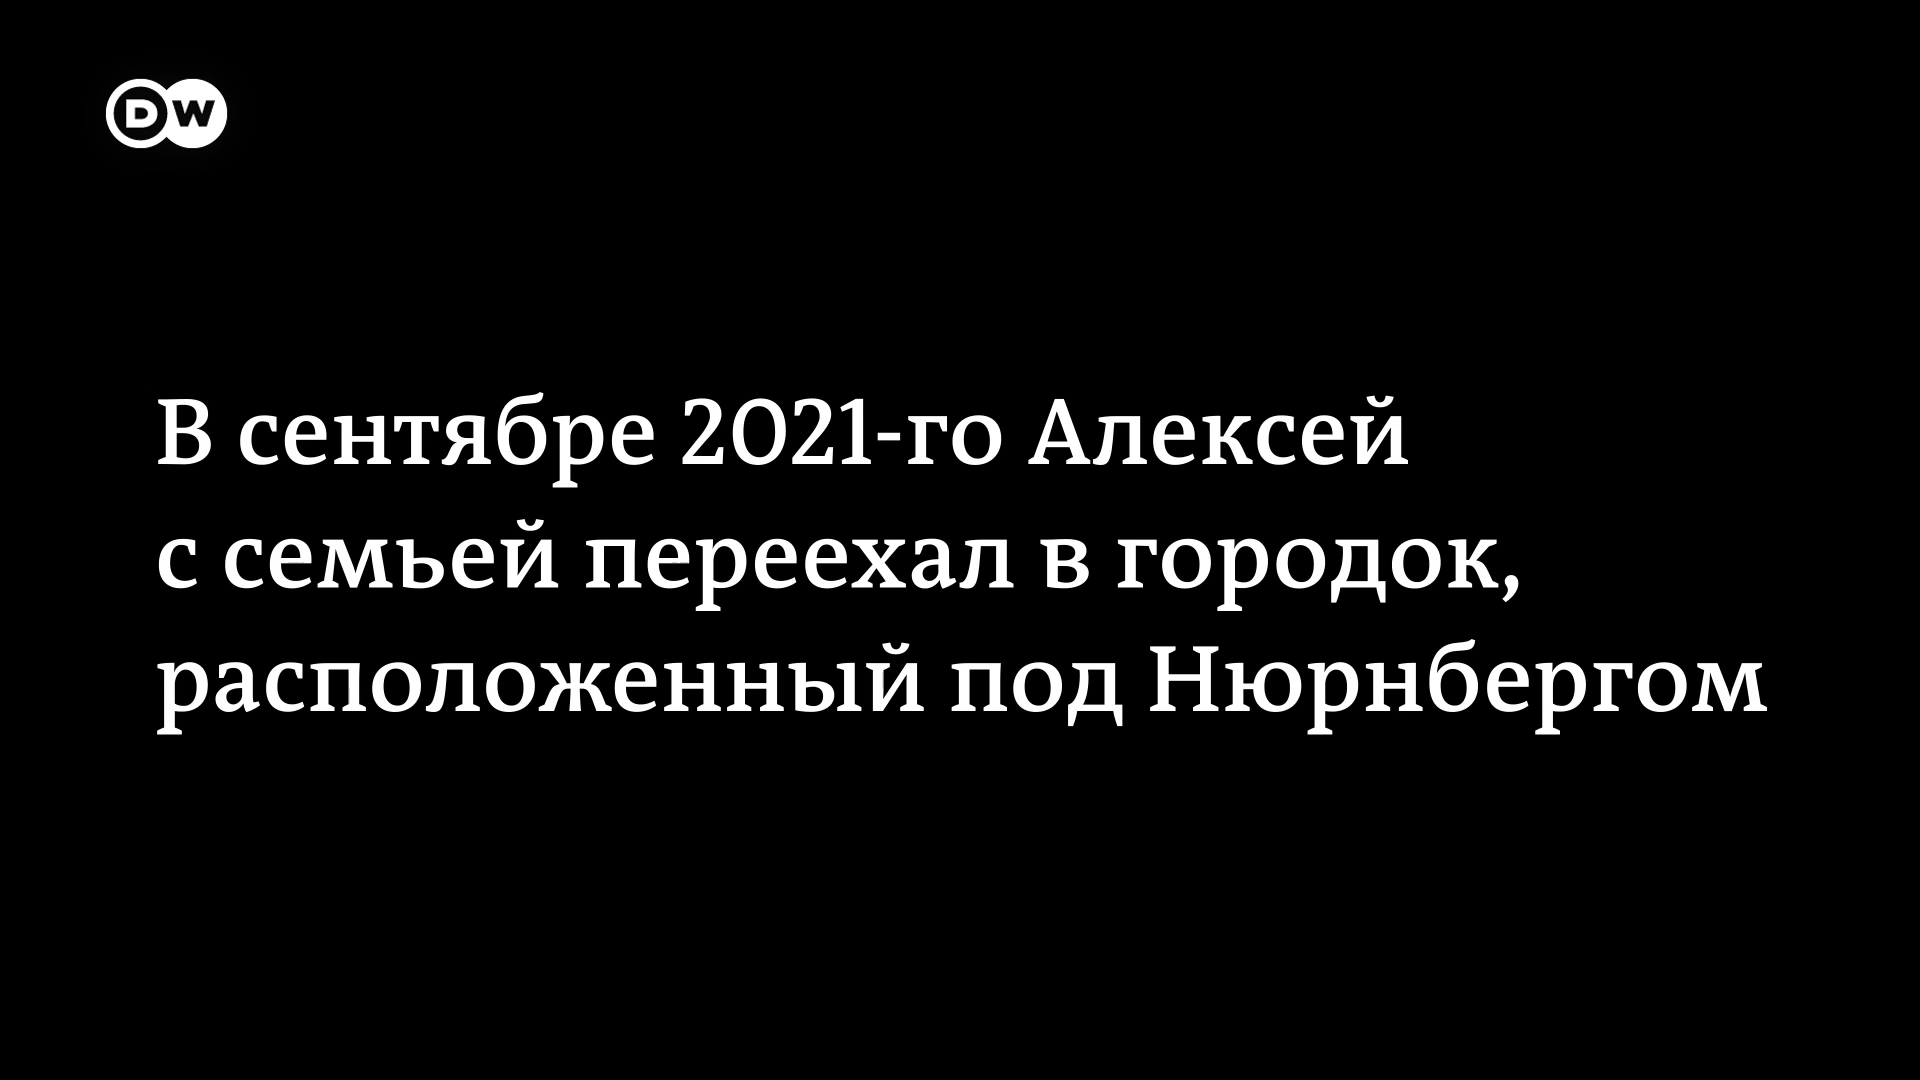 DW
В сентябре 2021-го Алексей
с семьей переехал в городок,
расположенный под Нюрнбергом